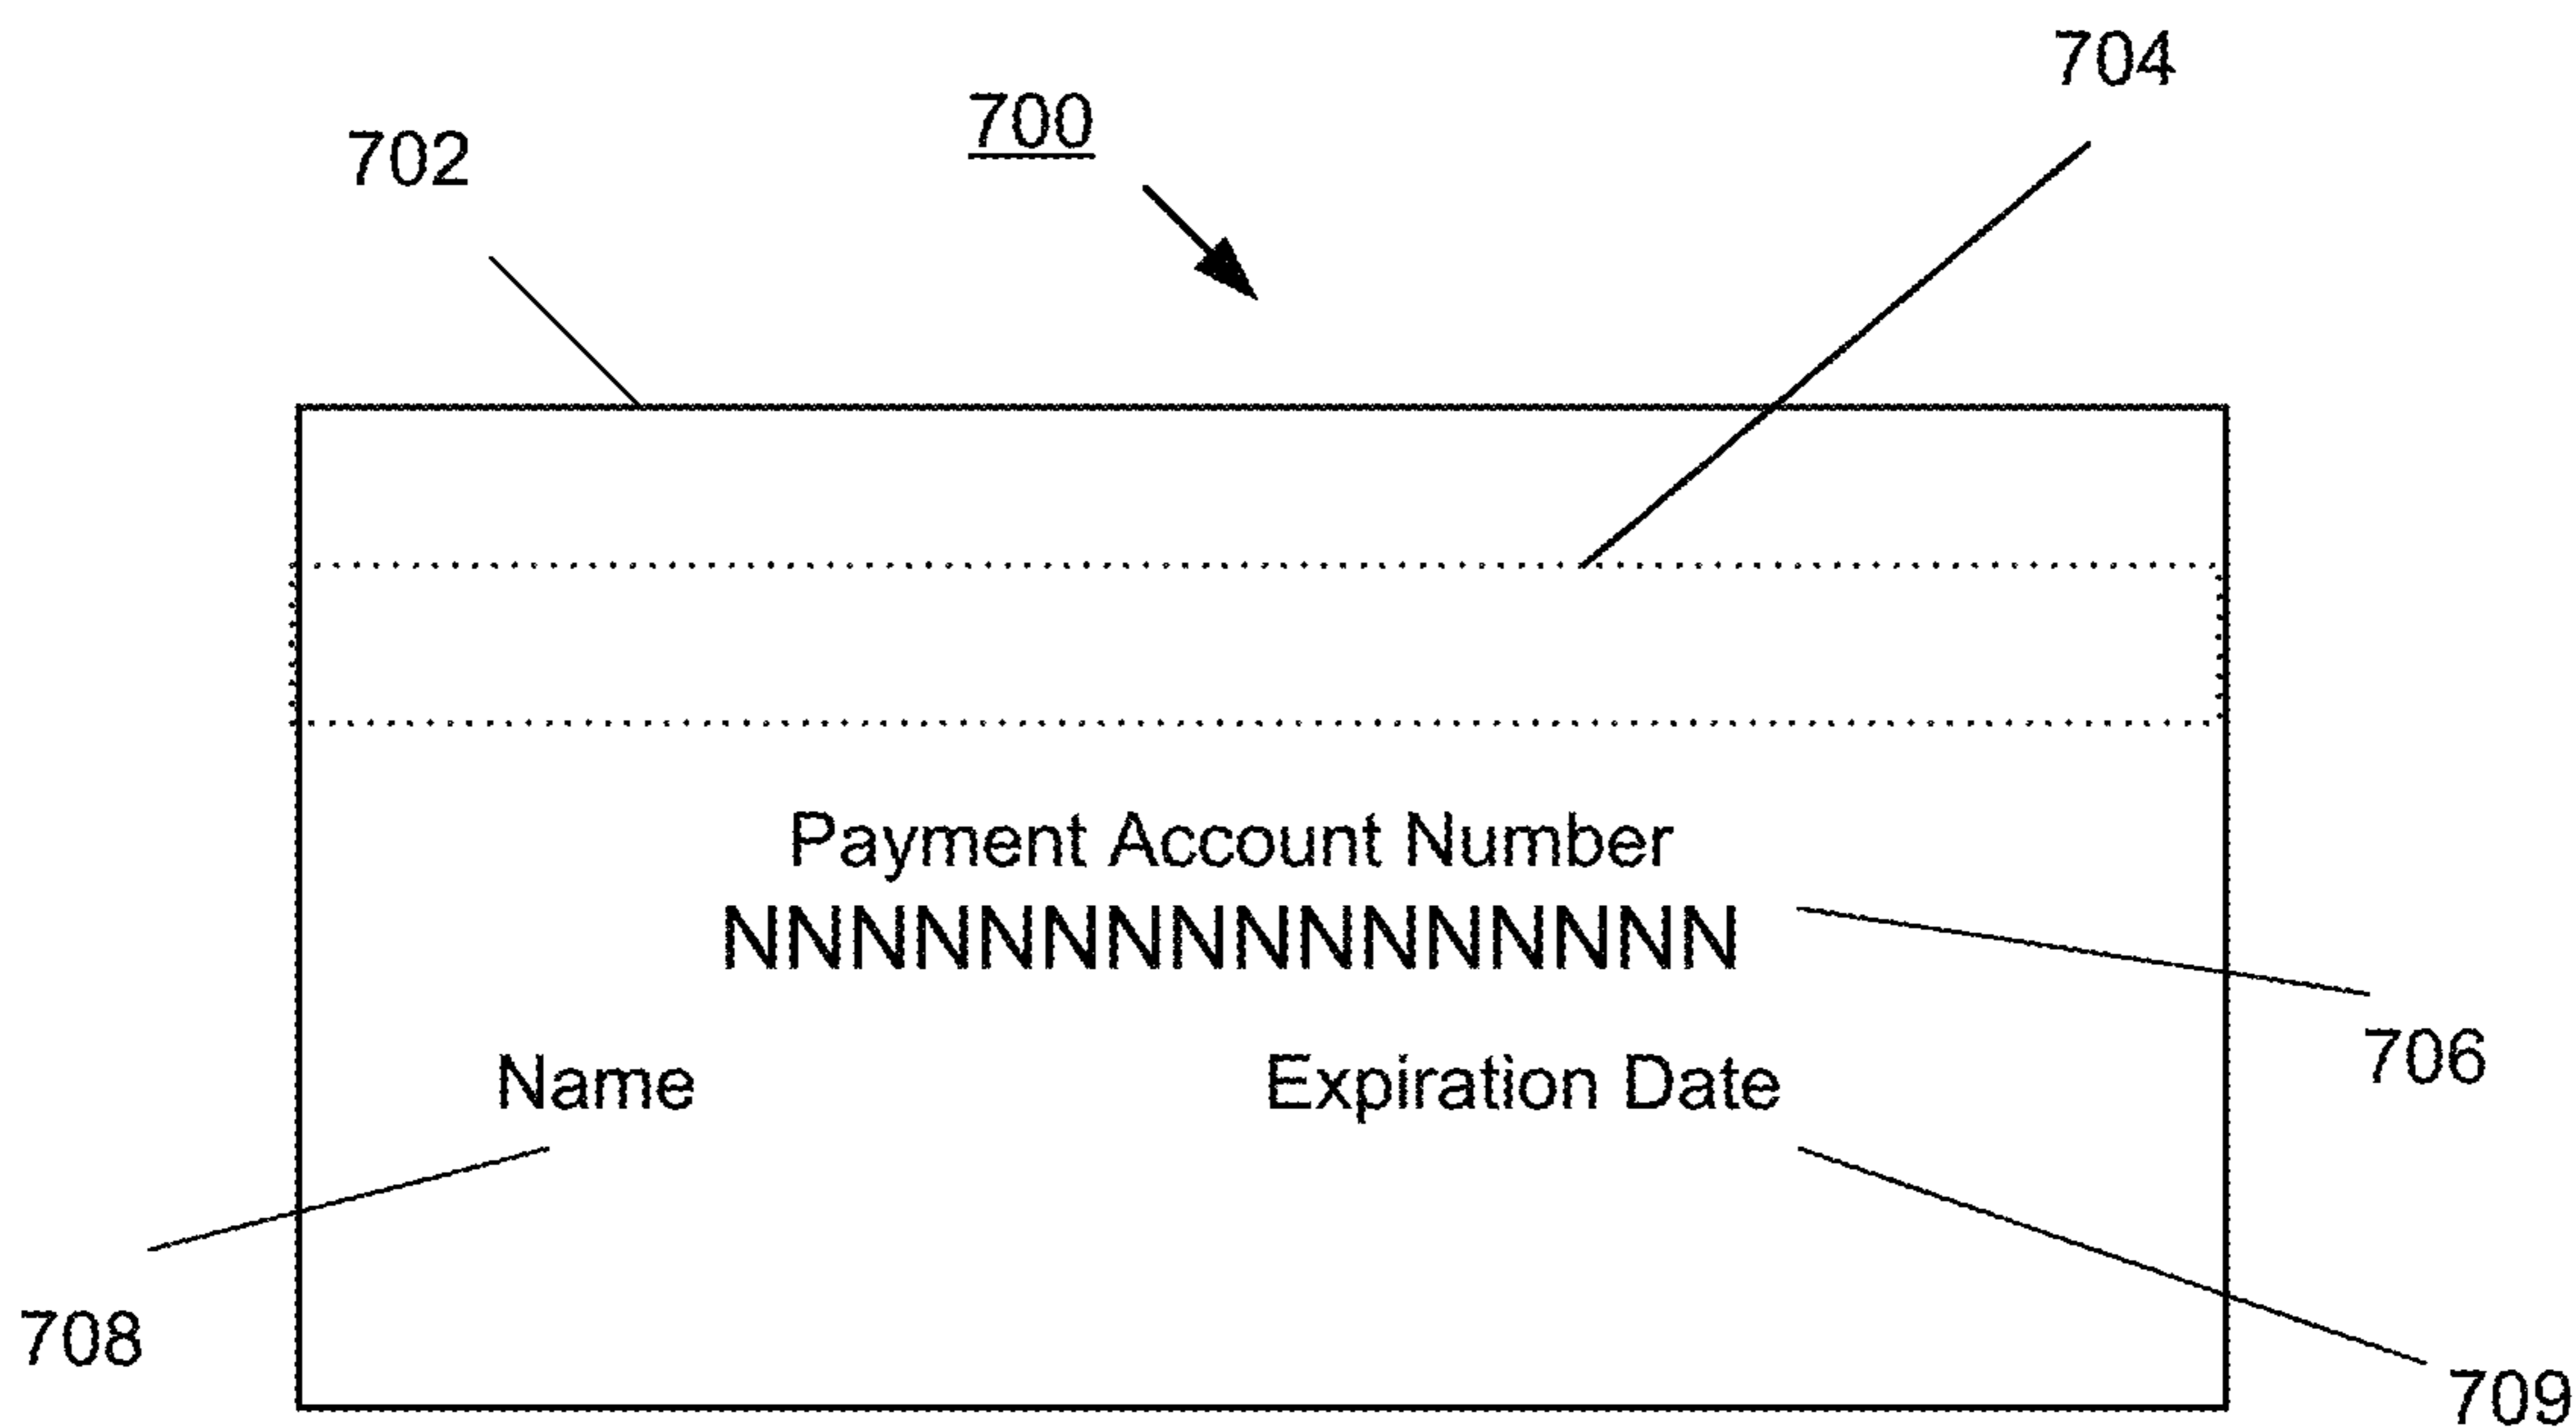 704
700
702
Payment Account Number
NNNNNNNNNNNNNNNN
706
Name Expiration Date
708
709